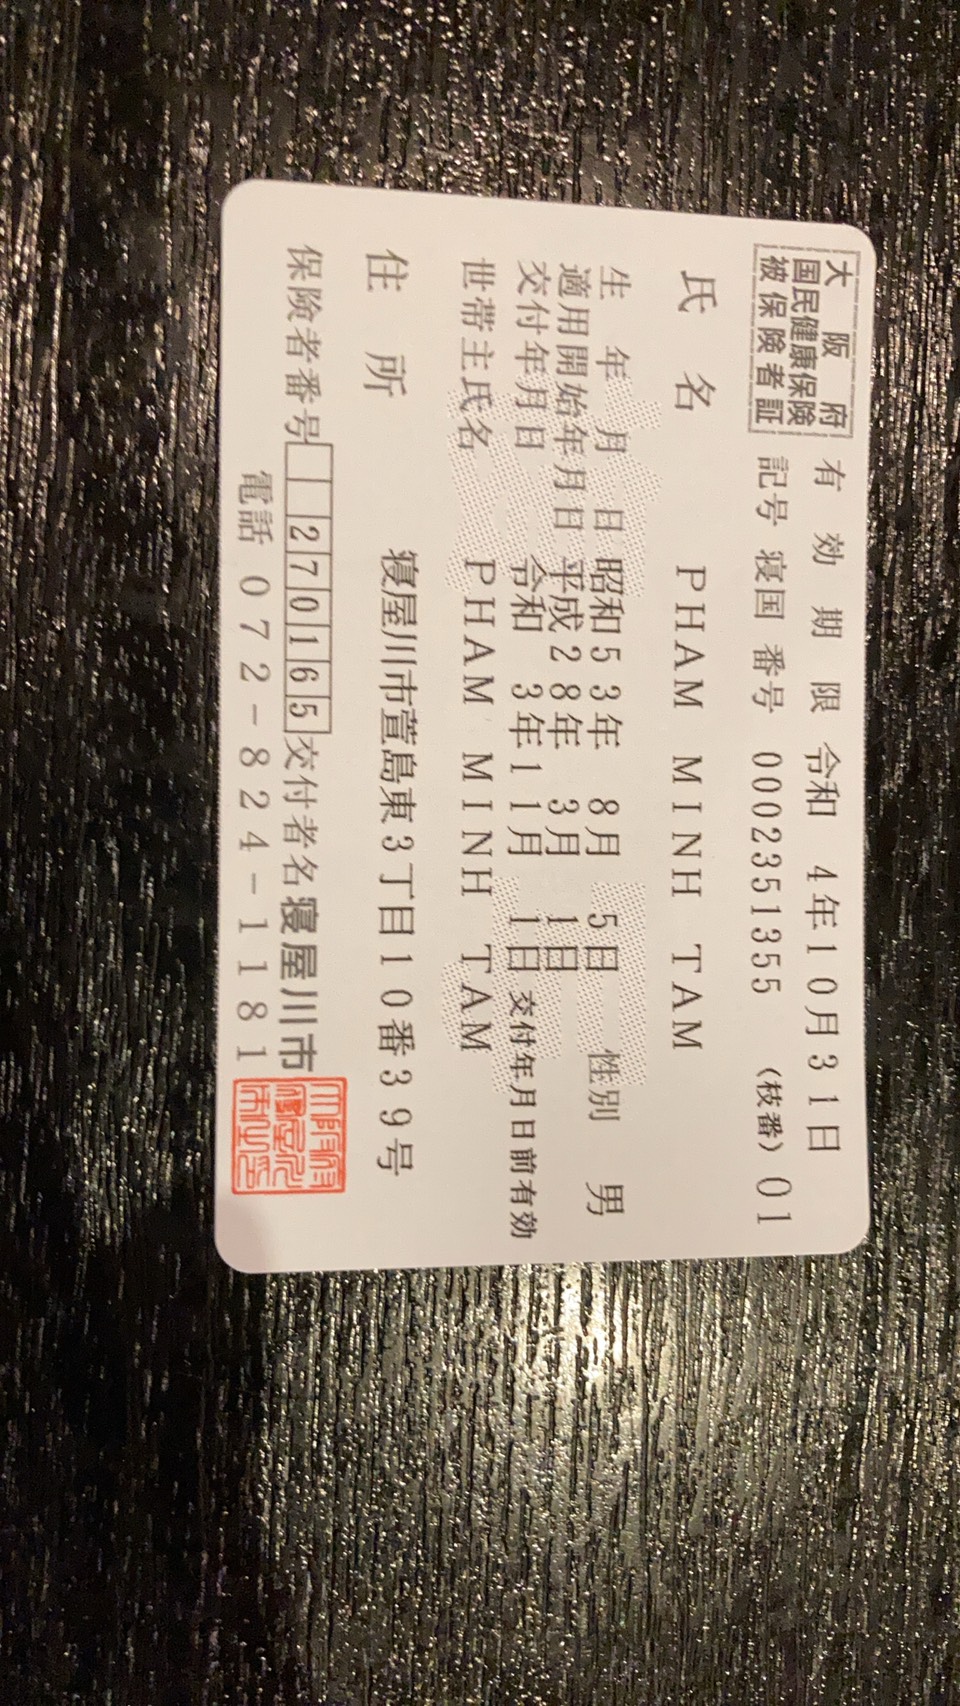 大阪府
国民健康保険
被保険者証
有効期限 令和 4年10月31日
記号 寝国 番号 0002351355 (枝番) 01
氏名 PHAM MINH TAM
生年月日 昭和53年 8月 5日 性別 男
適用開始年月日 平成28年 3月 1日
交付年月日 令和 3年11月 1日 交付年月日前有効
世帯主氏名 PHAM MINH TAM
住所 寝屋川市萱島東3丁目10番39号
保険者番号 270165 交付者名 寝屋川市
電話 072-824-1181